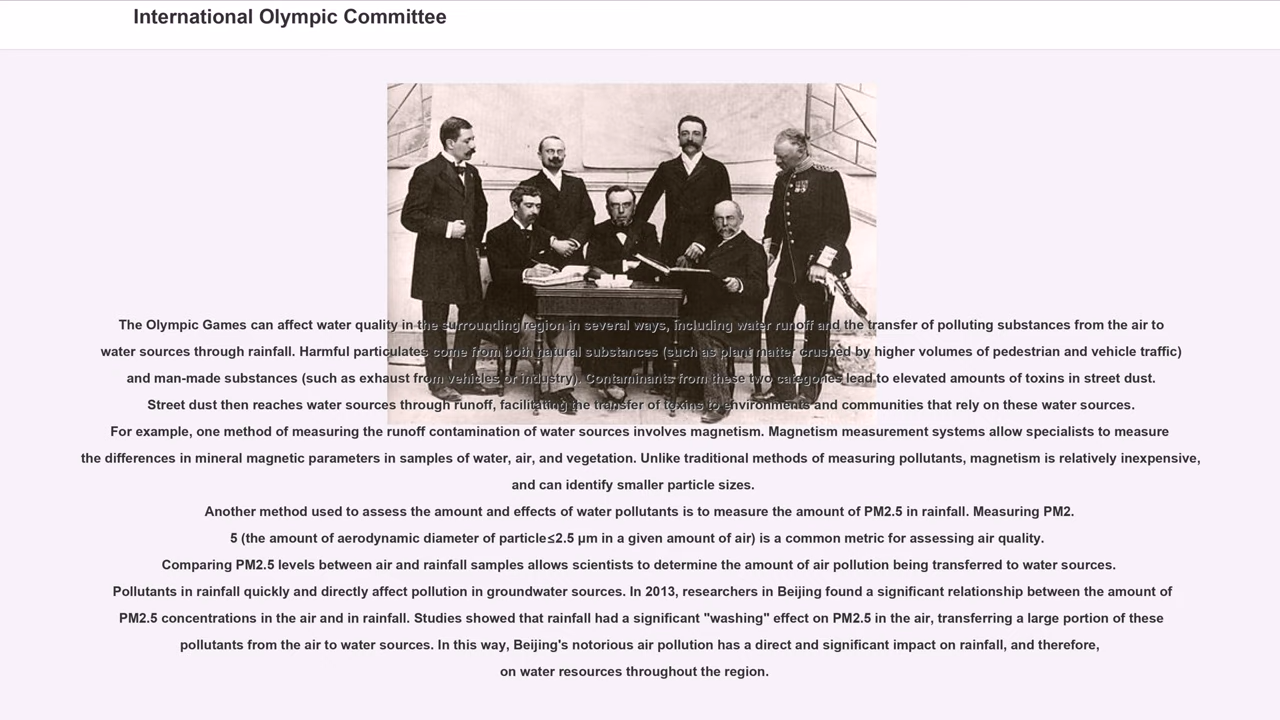 International Olympic Committee
The Olympic Games can affect water quality in the surrounding region in several ways, including water runoff and the transfer of polluting substances from the air to
water sources through rainfall. Harmful particulates come from both natural substances (such as plant matter crushed by higher volumes of pedestrian and vehicle traffic)
and man-made substances (such as exhaust from vehicles or industry). Contaminants from these two categories lead to elevated amounts of toxins in street dust.
Street dust then reaches water sources through runoff, facilitating the transfer of toxins to environments and communities that rely on these water sources.
For example, one method of measuring the runoff contamination of water sources involves magnetism. Magnetism measurement systems allow specialists to measure
the differences in mineral magnetic parameters in samples of water, air, and vegetation. Unlike traditional methods of measuring pollutants, magnetism is relatively inexpensive,
and can identify smaller particle sizes.
Another method used to assess the amount and effects of water pollutants is to measure the amount of PM2.5 in rainfall. Measuring PM2.
5 (the amount of aerodynamic diameter of particle≤2.5 μm in a given amount of air) is a common metric for assessing air quality.
Comparing PM2.5 levels between air and rainfall samples allows scientists to determine the amount of air pollution being transferred to water sources.
Pollutants in rainfall quickly and directly affect pollution in groundwater sources. In 2013, researchers in Beijing found a significant relationship between the amount of
PM2.5 concentrations in the air and in rainfall. Studies showed that rainfall had a significant "washing" effect on PM2.5 in the air, transferring a large portion of these
pollutants from the air to water sources. In this way, Beijing's notorious air pollution has a direct and significant impact on rainfall, and therefore,
on water resources throughout the region.